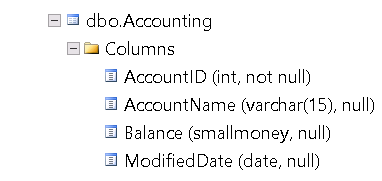 dbo.Accounting
Columns
AccountID (int, not null)
AccountName (varchar(15), null)
Balance (smallmoney, null)
ModifiedDate (date, null)